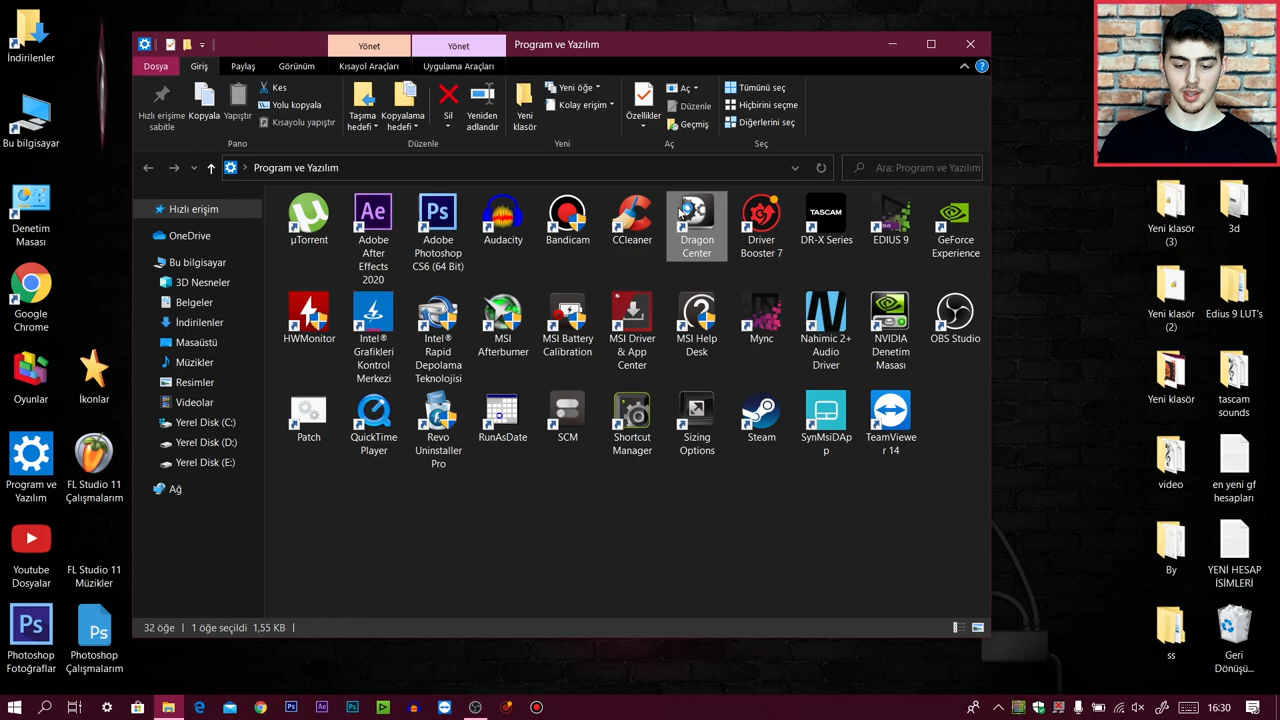 Yönet
Yönet
Program ve Yazılım
Dosya
Giriş
Paylaş
Görünüm
Kısayol Araçları
Uygulama Araçları
Hızlı erişime
sabitle
Kopyala
Yapıştır
Kes
Yolu kopyala
Kısayolu yapıştır
Pano
Taşıma
hedefi
Kopyalama
hedefi
Sil
Yeniden
adlandır
Düzenle
Yeni
klasör
Yeni öğe
Kolay erişim
Yeni
Özellikler
Aç
Düzenle
Geçmiş
Aç
Tümünü seç
Hiçbirini seçme
Diğerlerini seç
Seç
Program ve Yazılım
Ara: Program ve Yazılım
Hızlı erişim
OneDrive
Bu bilgisayar
3D Nesneler
Belgeler
İndirilenler
Masaüstü
Müzikler
Resimler
Videolar
Yerel Disk (C:)
Yerel Disk (D:)
Yerel Disk (E:)
Ağ
µTorrent
Adobe
After
Effects
2020
Adobe
Photoshop
CS6 (64 Bit)
Audacity
Bandicam
CCleaner
Dragon
Center
Driver
Booster 7
TASCAM
DR-X Series
EDIUS 9
GeForce
Experience
HWMonitor
Intel®
Grafikleri
Kontrol
Merkezi
Intel®
Rapid
Depolama
Teknolojisi
MSI
Afterburner
MSI Battery
Calibration
MSI Driver
& App
Center
MSI Help
Desk
Mync
Nahimic 2+
Audio
Driver
NVIDIA
Denetim
Masası
OBS Studio
Patch
QuickTime
Player
Revo
Uninstaller
Pro
RunAsDate
SCM
Shortcut
Manager
Sizing
Options
Steam
SynMsiDAp
p
TeamViewe
r 14
32 öğe
1 öğe seçildi 1,55 KB
İndirilenler
Bu bilgisayar
Denetim
Masası
Google
Chrome
Oyunlar
İkonlar
Program ve
Yazılım
FL Studio 11
Çalışmalarım
Youtube
Dosyalar
FL Studio 11
Müzikler
Ps
Photoshop
Fotoğraflar
Ps
Photoshop
Çalışmalarım
Yeni klasör
(3)
3d
Yeni klasör
(2)
Edius 9 LUT's
Yeni klasör
tascam
sounds
video
en yeni gf
hesapları
By
YENİ HESAP
İSİMLERİ
ss
Geri
Dönüşü...
16:30